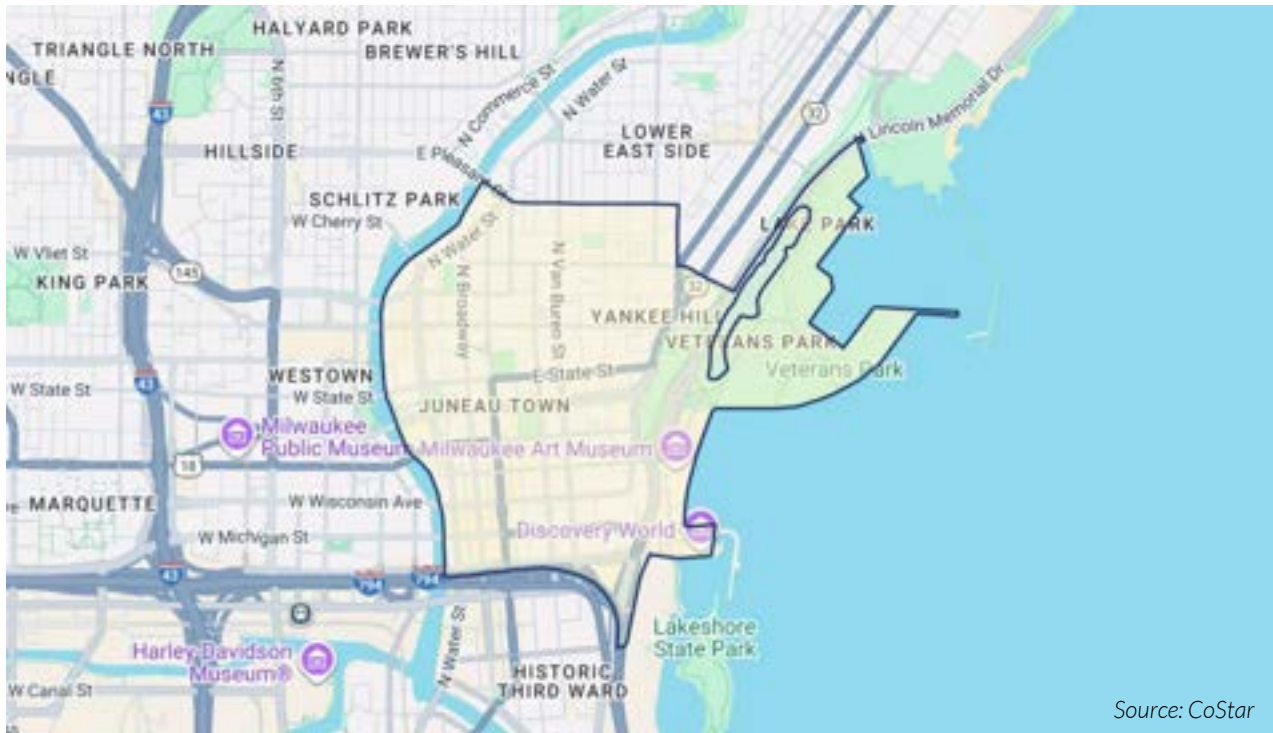 HALYARD PARK
TRIANGLE NORTH
BREWER'S HILL
NGLE
N 6th St
43
N Commerce St
N Water St
32
Lincoln Memorial Dr
LOWER
EAST SIDE
HILLSIDE
E Pleasant St
SCHLITZ PARK
W Cherry St
LAKE PARK
N Water St
W Vliet St
145
KING PARK
N Broadway
N Van Buren St
32
YANKEE HILL
VETERANS PARK
Veterans Park
E State St
WESTOWN
43
W State St
W State St
JUNEAU TOWN
Milwaukee
Public Museum
Milwaukee Art Museum
18
MARQUETTE
W Wisconsin Ave
W Michigan St
Discovery World
43
794
794
N Water St
Lakeshore
State Park
Harley-Davidson
Museum®
HISTORIC
THIRD WARD
W Canal St
Source: CoStar